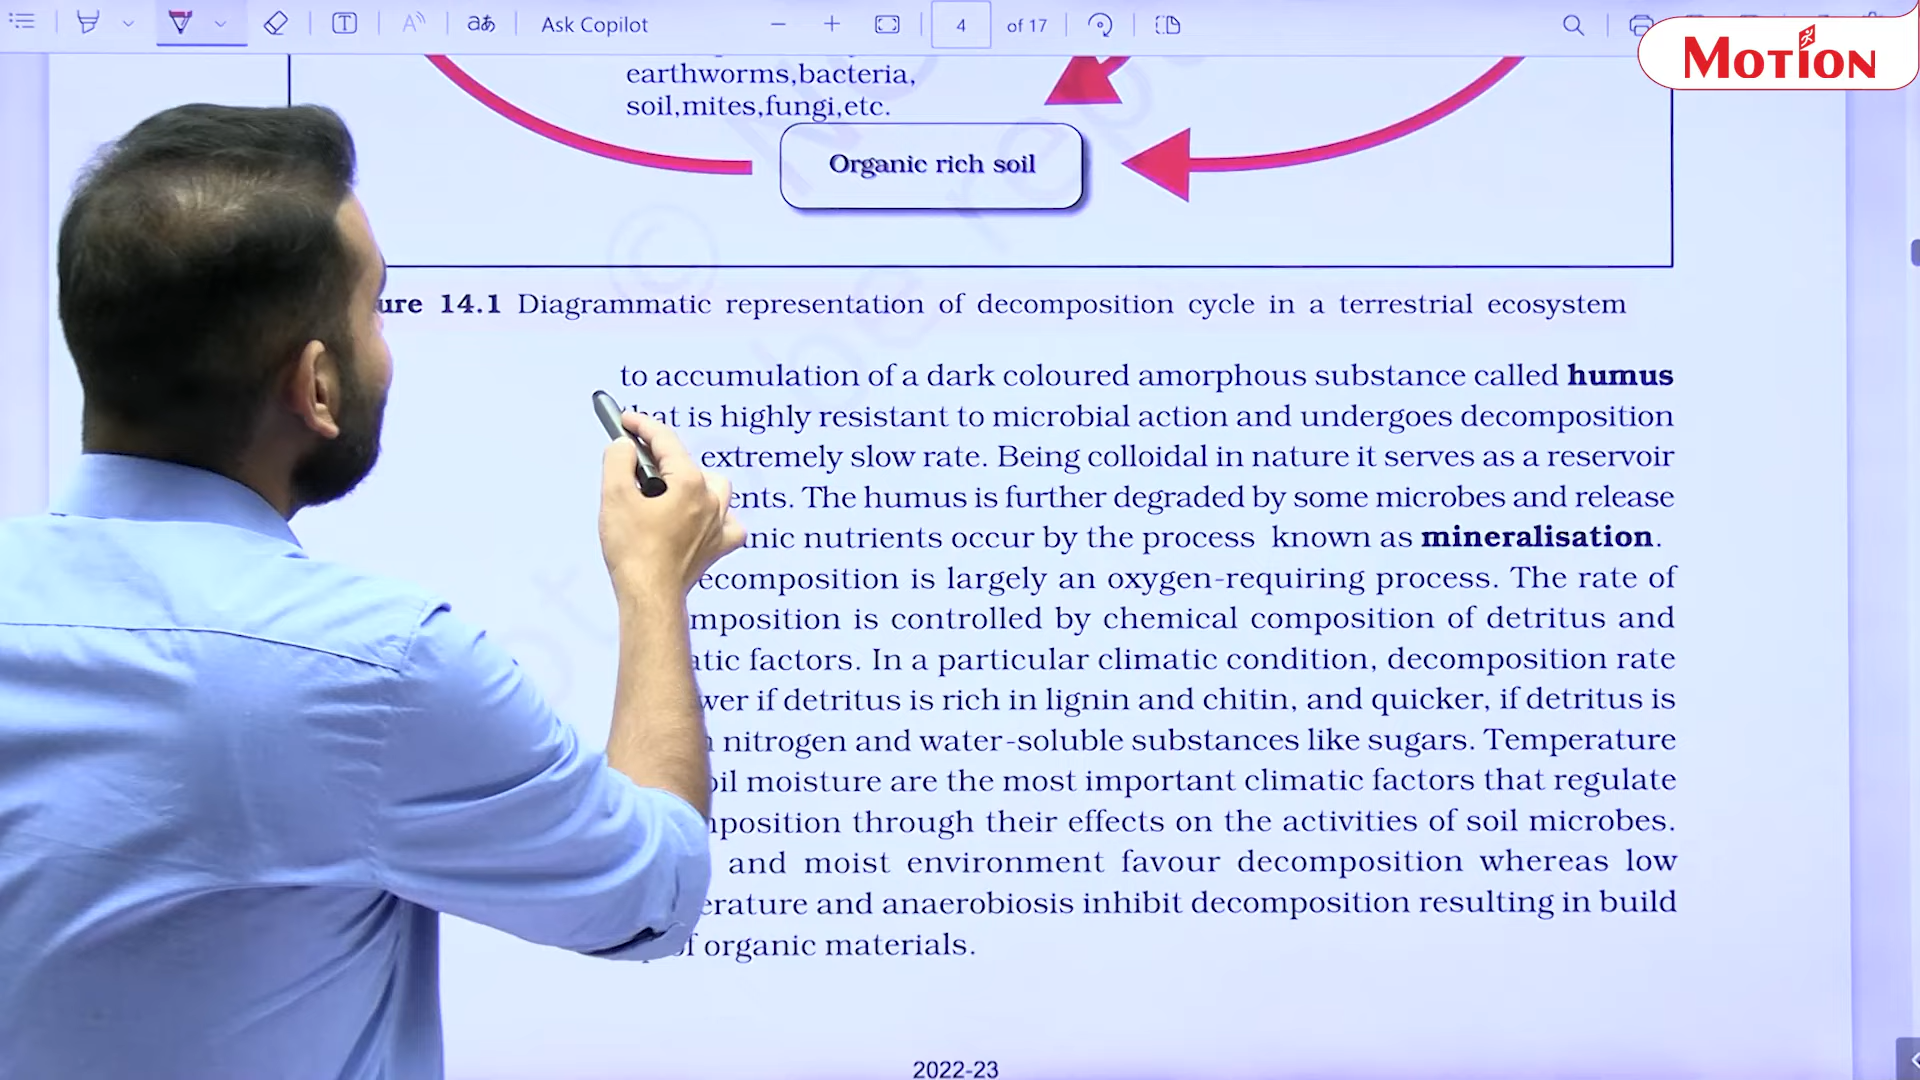 Ask Copilot
4 of 17
MOTION
earthworms,bacteria,
soil,mites,fungi,etc.
Organic rich soil
ure 14.1 Diagrammatic representation of decomposition cycle in a terrestrial ecosystem
to accumulation of a dark coloured amorphous substance called humus
that is highly resistant to microbial action and undergoes decomposition
extremely slow rate. Being colloidal in nature it serves as a reservoir
ents. The humus is further degraded by some microbes and release
anic nutrients occur by the process known as mineralisation.
ecomposition is largely an oxygen-requiring process. The rate of
mposition is controlled by chemical composition of detritus and
atic factors. In a particular climatic condition, decomposition rate
wer if detritus is rich in lignin and chitin, and quicker, if detritus is
nitrogen and water-soluble substances like sugars. Temperature
oil moisture are the most important climatic factors that regulate
mposition through their effects on the activities of soil microbes.
and moist environment favour decomposition whereas low
erature and anaerobiosis inhibit decomposition resulting in build
of organic materials.
2022-23